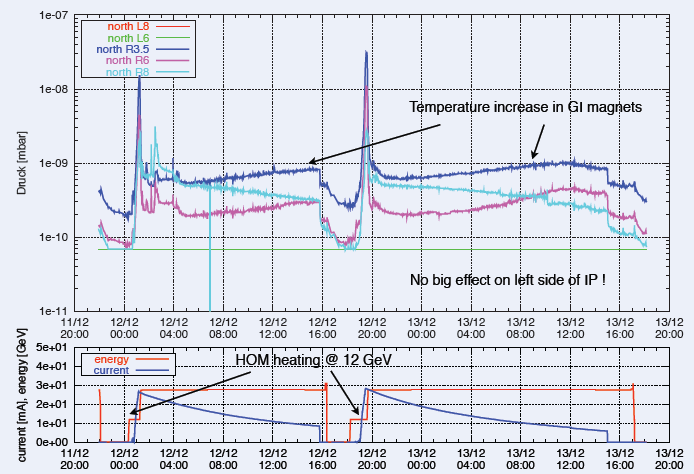 1e-07
north L8
north L6
north R3.5
north R6
north R8
1e-08
Temperature increase in GI magnets
1e-09
Druck [mbar]
1e-10
No big effect on left side of IP !
1e-11
11/12 12/12 12/12 12/12 12/12 12/12 12/12 13/12 13/12 13/12 13/12 13/12 13/12
20:00 00:00 04:00 08:00 12:00 16:00 20:00 00:00 04:00 08:00 12:00 16:00 20:00
5e+01
energy
current
HOM heating @ 12 GeV
4e+01
3e+01
2e+01
1e+01
0e+00
current [mA], energy [GeV]
11/12 12/12 12/12 12/12 12/12 12/12 12/12 13/12 13/12 13/12 13/12 13/12 13/12
20:00 00:00 04:00 08:00 12:00 16:00 20:00 00:00 04:00 08:00 12:00 16:00 20:00